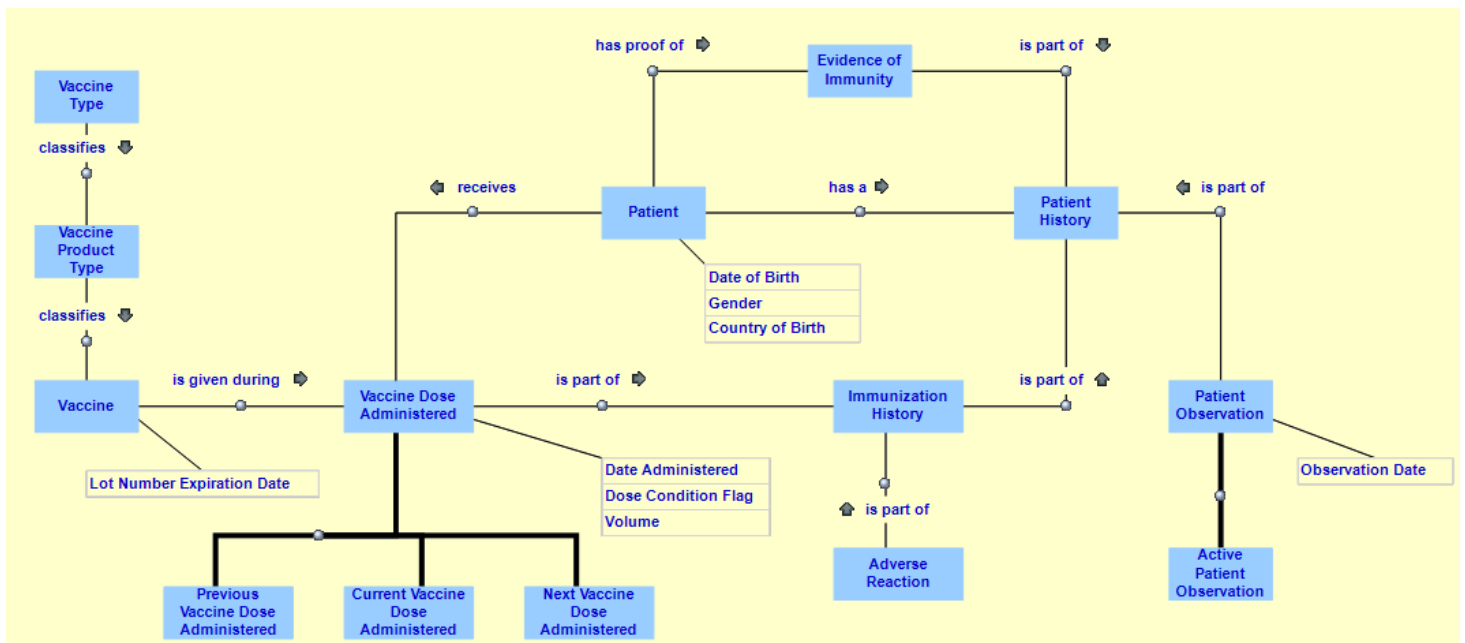 has proof of
is part of
Evidence of
Immunity
Vaccine
Type
classifies
receives
has a
is part of
Patient
Patient
History
Vaccine
Product
Type
Date of Birth
Gender
Country of Birth
classifies
is given during
is part of
is part of
Vaccine
Vaccine Dose
Administered
Immunization
History
Patient
Observation
Lot Number Expiration Date
Date Administered
Dose Condition Flag
Volume
Observation Date
is part of
Adverse
Reaction
Active
Patient
Observation
Previous
Vaccine Dose
Administered
Current Vaccine
Dose
Administered
Next Vaccine
Dose
Administered